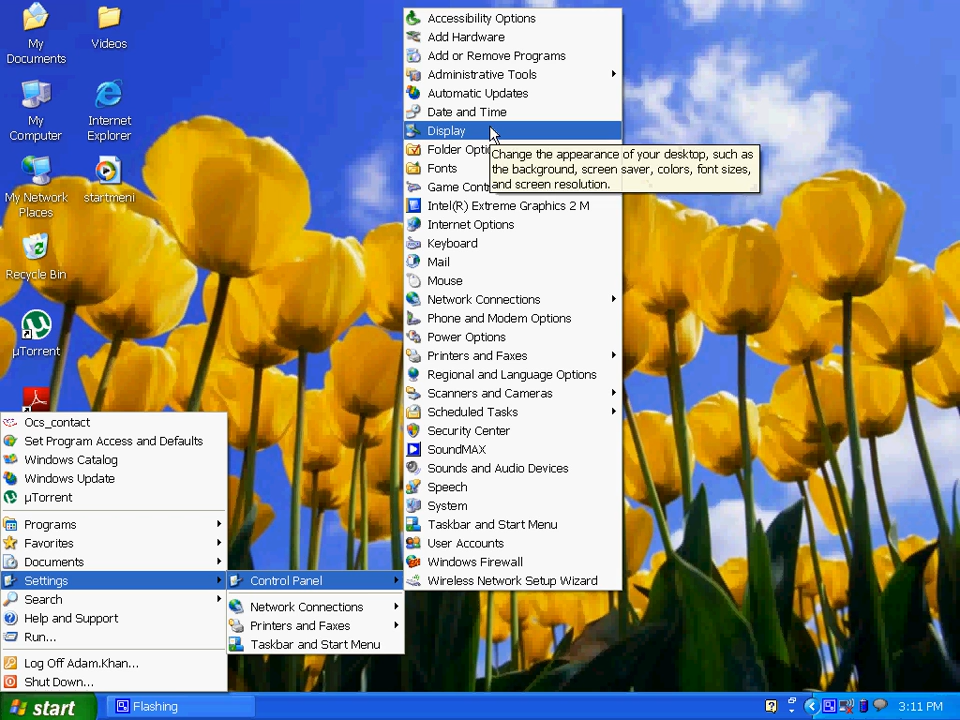 My
Documents
Videos
My
Computer
Internet
Explorer
My Network
Places
startmeni
Recycle Bin
µTorrent
Ocs_contact
Set Program Access and Defaults
Windows Catalog
Windows Update
µTorrent
Programs
Favorites
Documents
Settings
Search
Help and Support
Run...
Log Off Adam.Khan...
Shut Down...
Control Panel
Network Connections
Printers and Faxes
Taskbar and Start Menu
Accessibility Options
Add Hardware
Add or Remove Programs
Administrative Tools
Automatic Updates
Date and Time
Display
Folder Opti
Fonts
Game Cont
Intel(R) Extreme Graphics 2 M
Internet Options
Keyboard
Mail
Mouse
Network Connections
Phone and Modem Options
Power Options
Printers and Faxes
Regional and Language Options
Scanners and Cameras
Scheduled Tasks
Security Center
SoundMAX
Sounds and Audio Devices
Speech
System
Taskbar and Start Menu
User Accounts
Windows Firewall
Wireless Network Setup Wizard
Change the appearance of your desktop, such as
the background, screen saver, colors, font sizes,
and screen resolution.
start
Flashing
3:11 PM